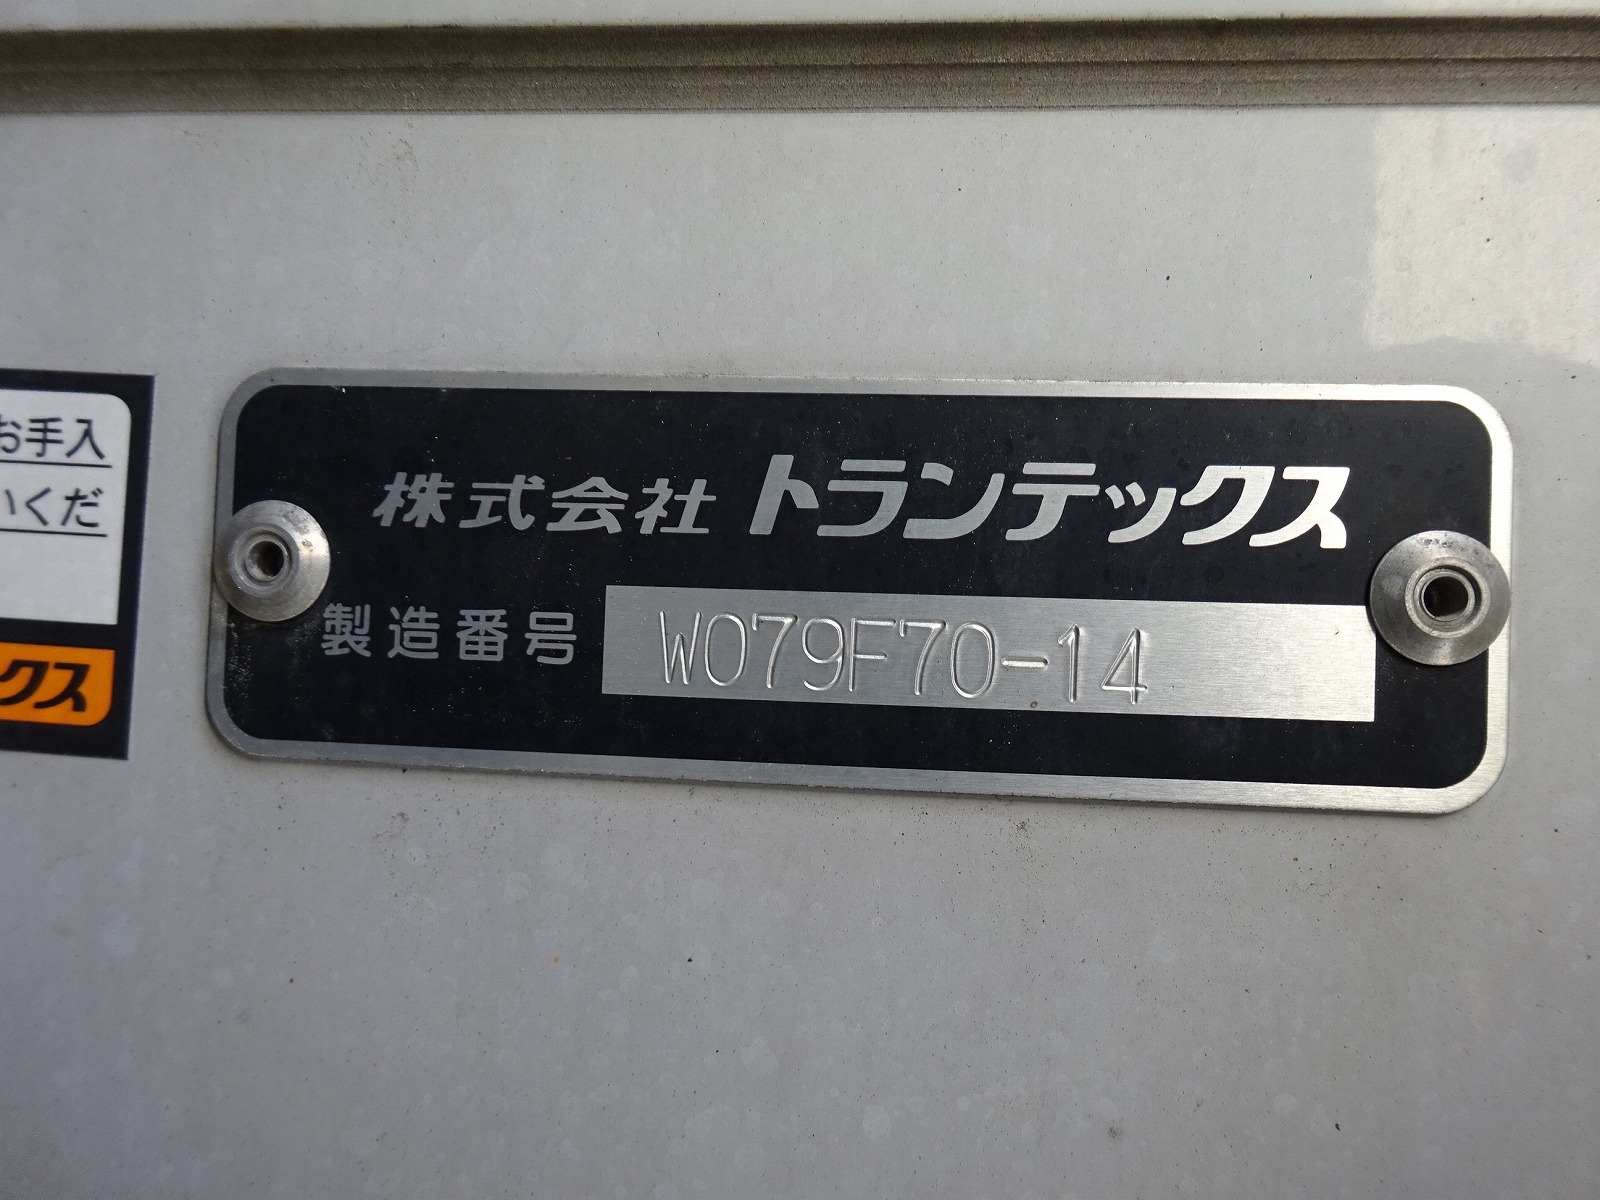 株式会社トランテックス
製造番号 W079F70-14
お手入
いくだ
クス